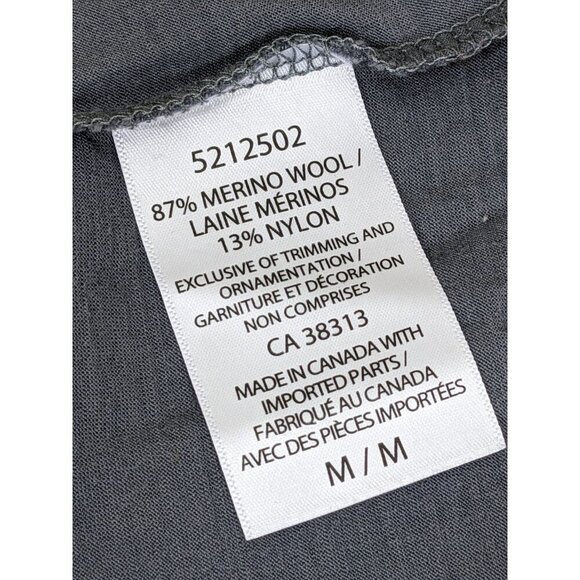 5212502
87% MERINO WOOL /
LAINE MÉRINOS
13% NYLON
EXCLUSIVE OF TRIMMING AND
ORNAMENTATION /
GARNITURE ET DÉCORATION
NON COMPRISES
CA 38313
MADE IN CANADA WITH
IMPORTED PARTS /
FABRIQUÉ AU CANADA
AVEC DES PIÈCES IMPORTÉES
M / M